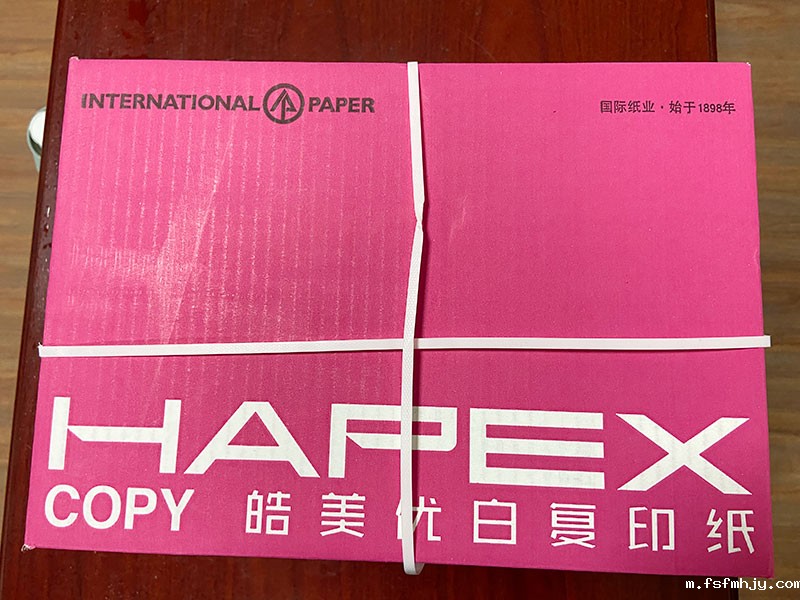 INTERNATIONAL PAPER
国际纸业·始于1898年
HAPEX
COPY 皓美优白复印纸
m.fsfmhjy.com